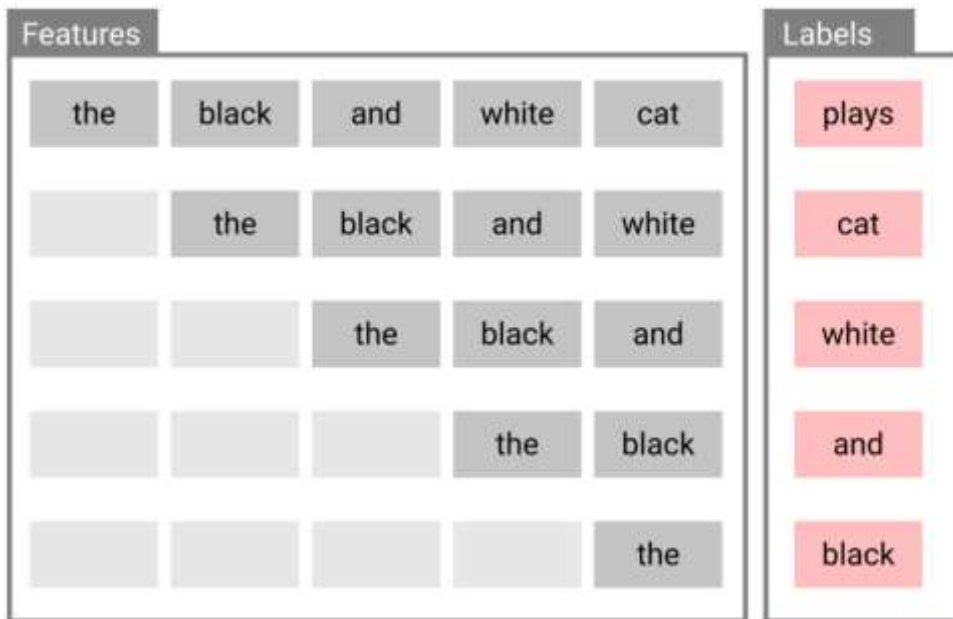 Features Labels
the black and white cat plays
the black and white cat
the black and white
the black and
the black